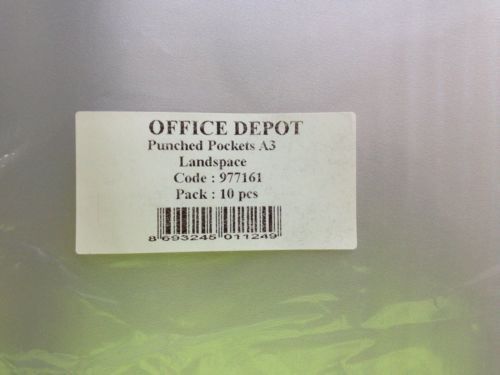 OFFICE DEPOT
Punched Pockets A3
Landspace
Code : 977161
Pack : 10 pcs
8 693245 011249